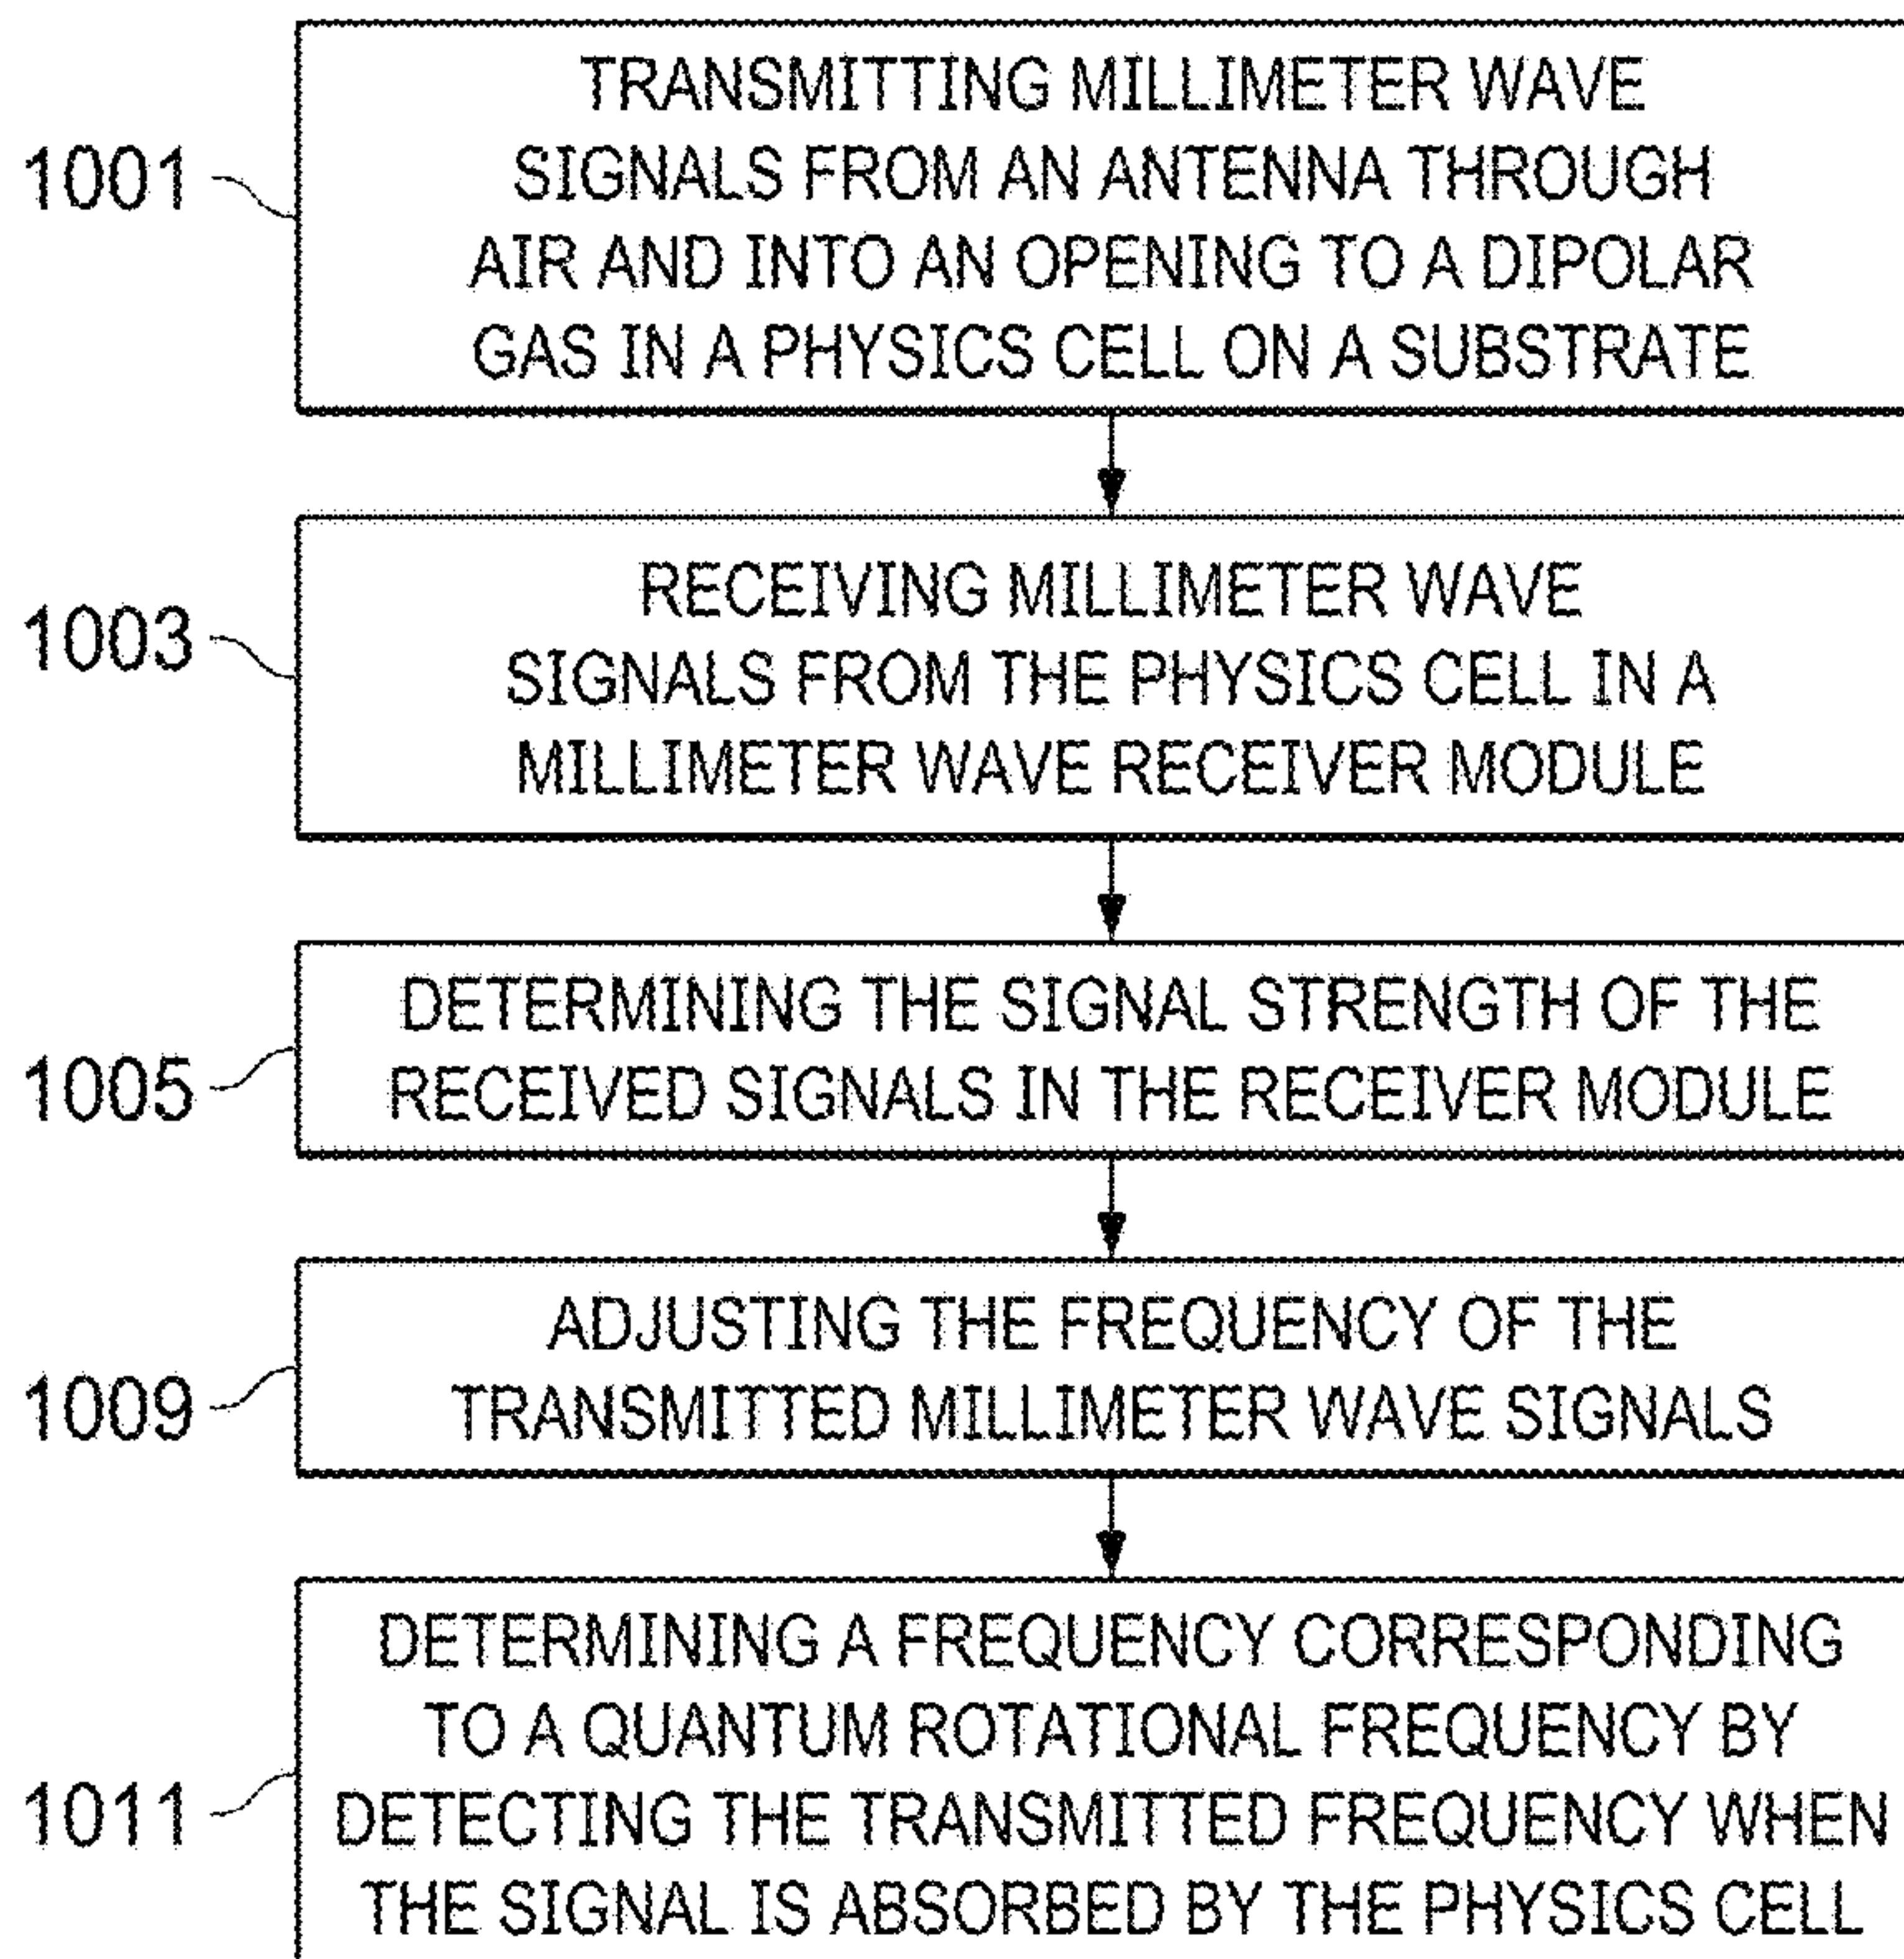 TRANSMITTING MILLIMETER WAVE
1001
SIGNALS FROM AN ANTENNA THROUGH
AIR AND INTO AN OPENING TO A DIPOLAR
GAS IN A PHYSICS CELL ON A SUBSTRATE
RECEIVING MILLIMETER WAVE
1003
SIGNALS FROM THE PHYSICS CELL IN A
MILLIMETER WAVE RECEIVER MODULE
DETERMINING THE SIGNAL STRENGTH OF THE
1005
RECEIVED SIGNALS IN THE RECEIVER MODULE
ADJUSTING THE FREQUENCY OF THE
1009
TRANSMITTED MILLIMETER WAVE SIGNALS
DETERMINING A FREQUENCY CORRESPONDING
TO A QUANTUM ROTATIONAL FREQUENCY BY
1011
DETECTING THE TRANSMITTED FREQUENCY WHEN
THE SIGNAL IS ABSORBED BY THE PHYSICS CELL